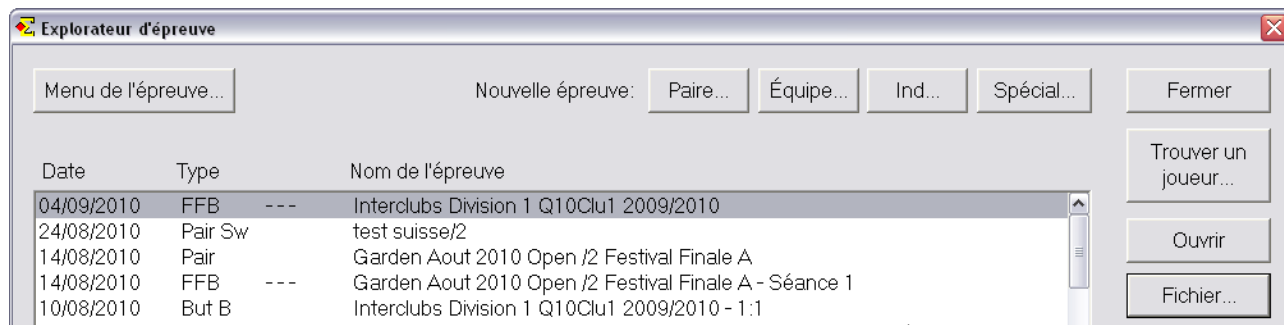 Explorateur d'épreuve
Menu de l'épreuve... Nouvelle épreuve: Paire... Équipe... Ind... Spécial... Fermer
Trouver un joueur...
Date Type Nom de l'épreuve
04/09/2010 FFB --- Interclubs Division 1 Q10Clu1 2009/2010
24/08/2010 Pair Sw test suisse/2
Ouvrir
14/08/2010 Pair Garden Aout 2010 Open /2 Festival Finale A
14/08/2010 FFB --- Garden Aout 2010 Open /2 Festival Finale A - Séance 1
Fichier...
10/08/2010 But B Interclubs Division 1 Q10Clu1 2009/2010 - 1:1